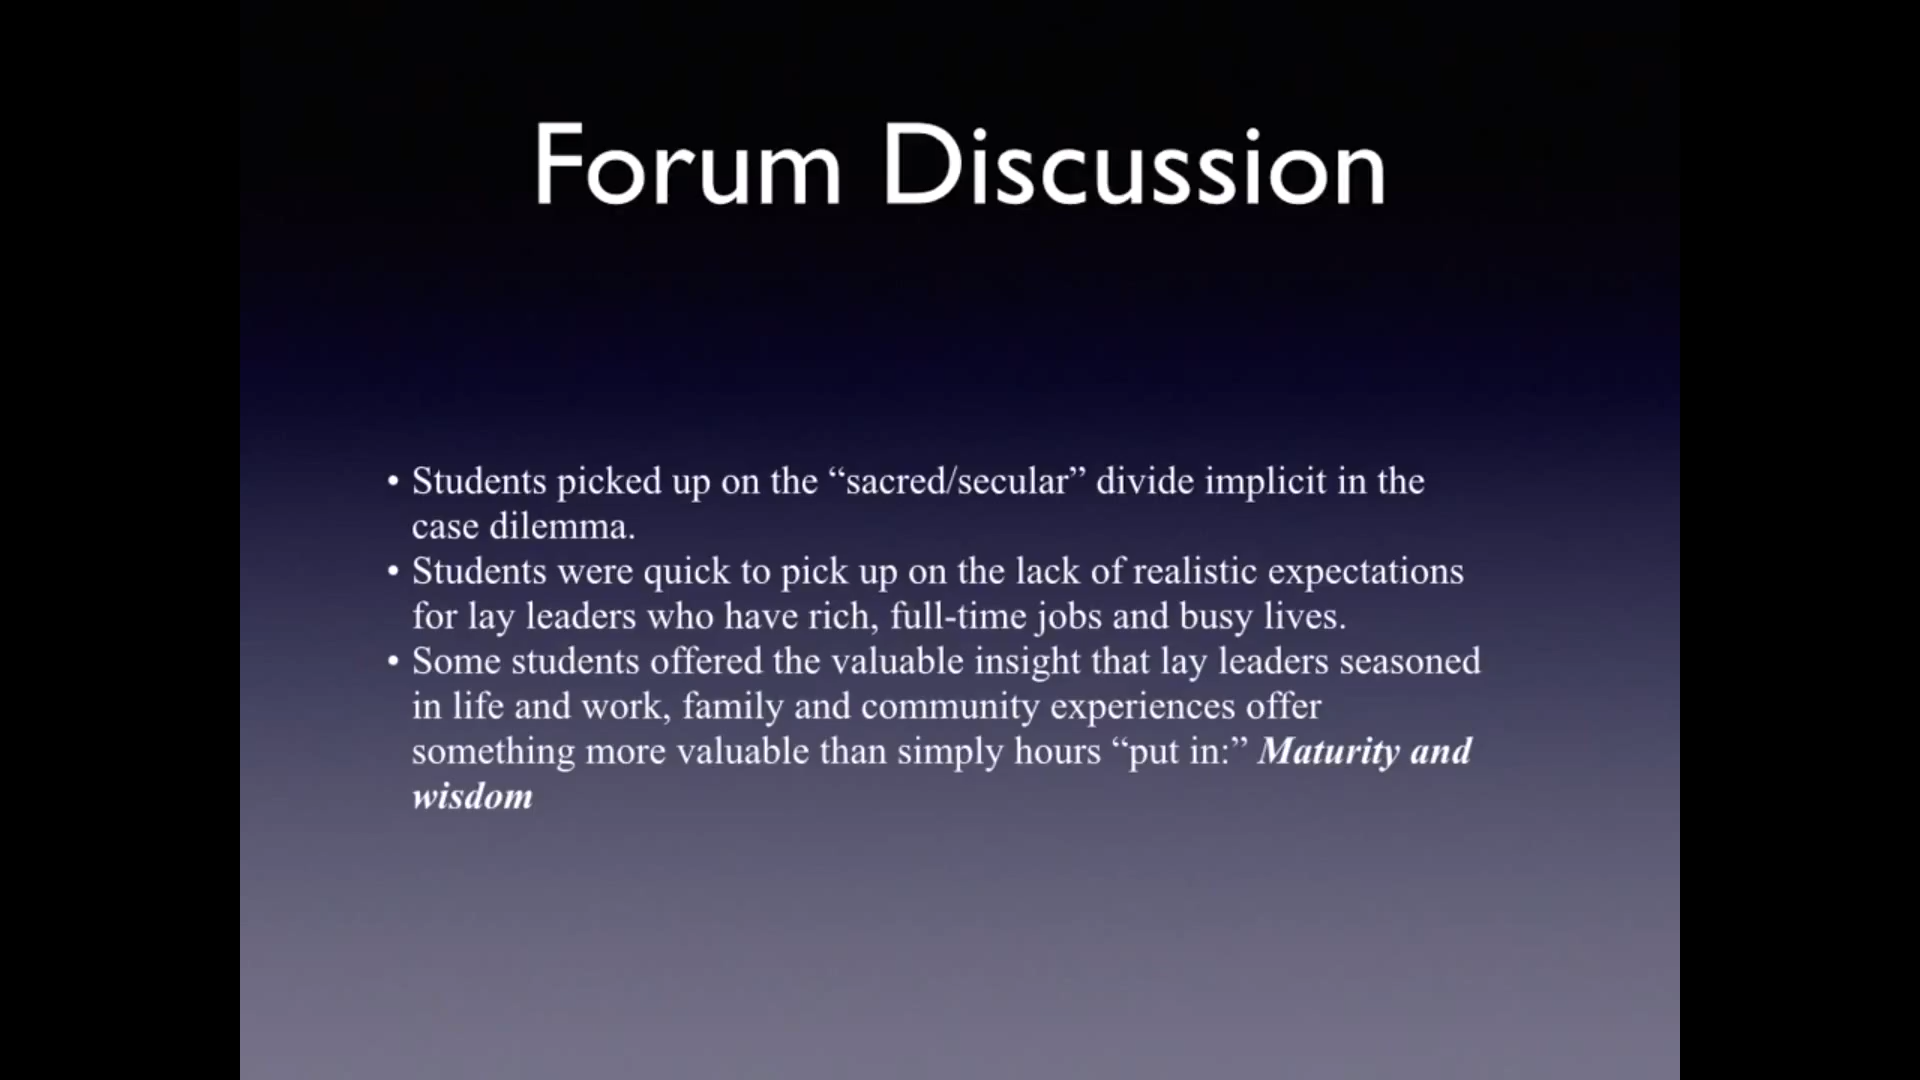 Forum Discussion
• Students picked up on the “sacred/secular” divide implicit in the
case dilemma.
• Students were quick to pick up on the lack of realistic expectations
for lay leaders who have rich, full-time jobs and busy lives.
• Some students offered the valuable insight that lay leaders seasoned
in life and work, family and community experiences offer
something more valuable than simply hours “put in:” Maturity and
wisdom